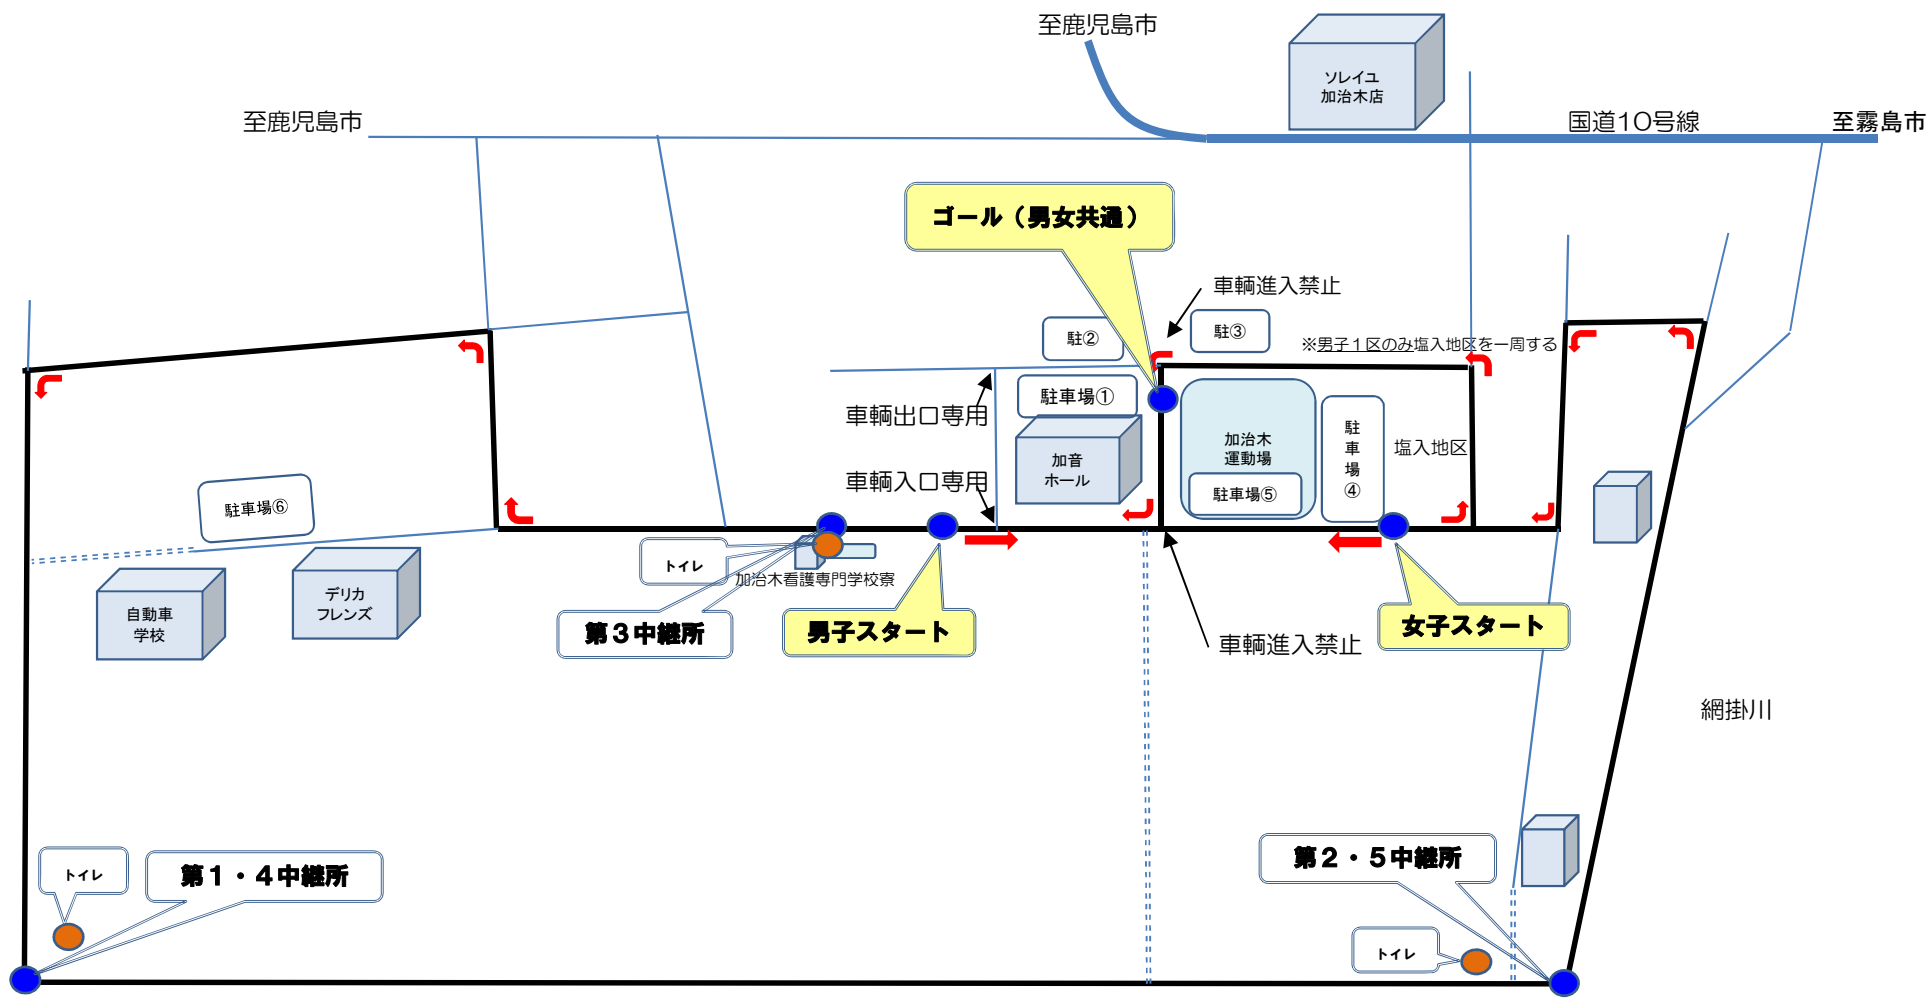 至鹿児島市
ソレイユ
加治木店
至鹿児島市
国道10号線
至霧島市
ゴール（男女共通）
車輌進入禁止
駐②
駐③
※男子１区のみ塩入地区を一周する
駐車場①
車輌出口専用
加治木
運動場
駐
車
場
④
塩入地区
加音
ホール
車輌入口専用
駐車場⑤
駐車場⑥
トイレ
加治木看護専門学校寮
デリカ
フレンズ
自動車
学校
第３中継所
男子スタート
女子スタート
車輌進入禁止
網掛川
トイレ
第１・４中継所
第２・５中継所
トイレ